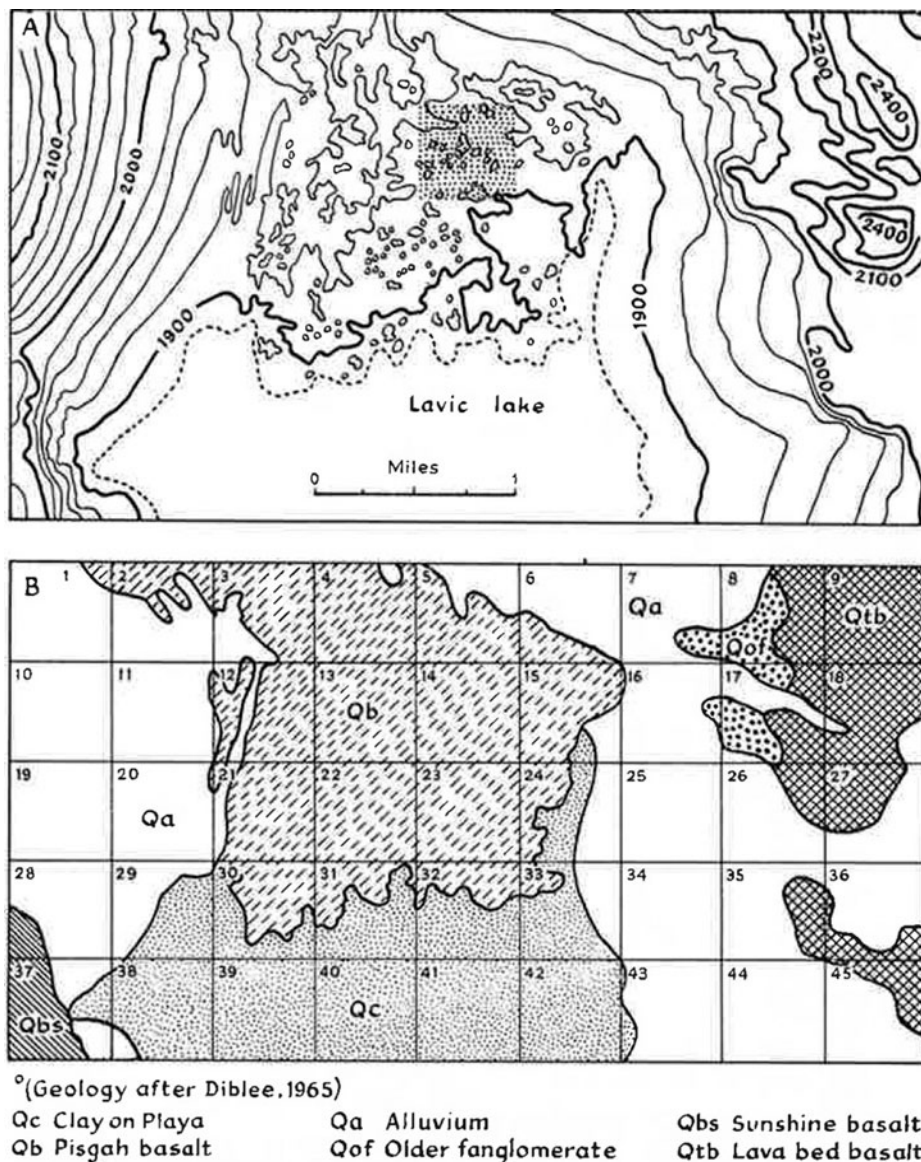 A
2100
2000
1900
2200
2400
2400
2100
1900
2000
Lavic lake
Miles
0 1
B 1 2 3 4 5 6 7 8 9
Qa Qof Qtb
10 11 12 13 14 15 16 17 18
Qb
19 20 21 22 23 24 25 26 27
Qa
28 29 30 31 32 33 34 35 36
37 38 39 40 41 42 43 44 45
Qbs Qc
°(Geology after Diblee, 1965)
Qc Clay on Playa Qa Alluvium Qbs Sunshine basalt
Qb Pisgah basalt Qof Older fanglomerate Qtb Lava bed basalt